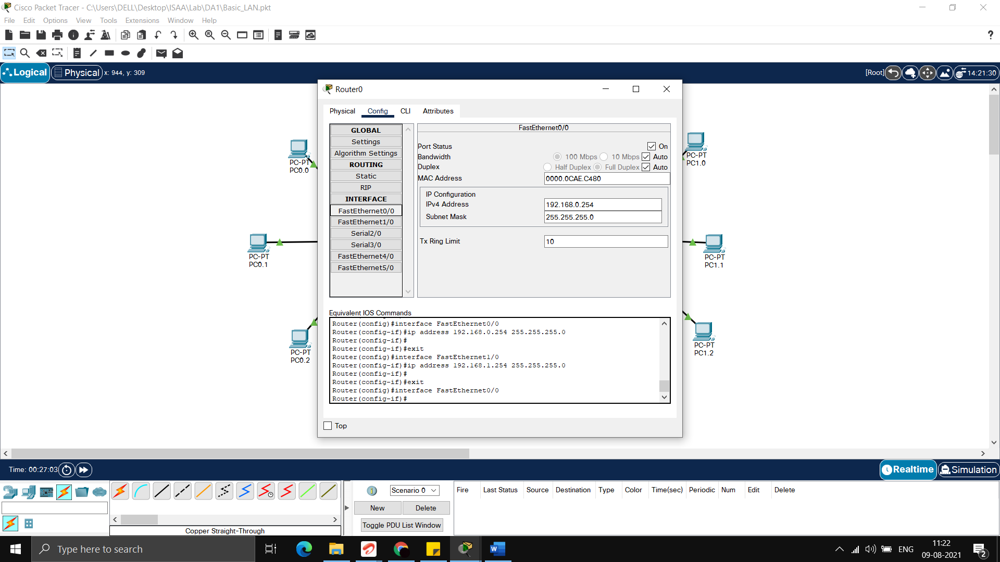 Cisco Packet Tracer - C:\Users\DELL\Desktop\ISAA\Lab\DA1\Basic_LAN.pkt
File Edit Options View Tools Extensions Window Help
?
Logical Physical x: 944, y: 309 [Root] 14:21:30
Router0
Physical Config CLI Attributes
GLOBAL
Settings
Algorithm Settings
ROUTING
Static
RIP
INTERFACE
FastEthernet0/0
FastEthernet1/0
Serial2/0
Serial3/0
FastEthernet4/0
FastEthernet5/0
FastEthernet0/0
Port Status On
Bandwidth 100 Mbps 10 Mbps Auto
Duplex Half Duplex Full Duplex Auto
MAC Address 0000.0CAE.C480
IP Configuration
IPv4 Address 192.168.0.254
Subnet Mask 255.255.255.0
Tx Ring Limit 10
Equivalent IOS Commands
Router(config)#interface FastEthernet0/0
Router(config-if)#ip address 192.168.0.254 255.255.255.0
Router(config-if)#
Router(config-if)#exit
Router(config)#interface FastEthernet1/0
Router(config-if)#ip address 192.168.1.254 255.255.255.0
Router(config-if)#
Router(config-if)#exit
Router(config)#interface FastEthernet0/0
Router(config-if)#
Top
PC-PT
PC0.0
PC-PT
PC0.1
PC-PT
PC0.2
PC-PT
PC1.0
PC-PT
PC1.1
PC-PT
PC1.2
Time: 00:27:03 Realtime Simulation
Scenario 0
New Delete
Toggle PDU List Window
Fire Last Status Source Destination Type Color Time(sec) Periodic Num Edit Delete
Copper Straight-Through
Type here to search
W
ENG
11:22
09-08-2021
2